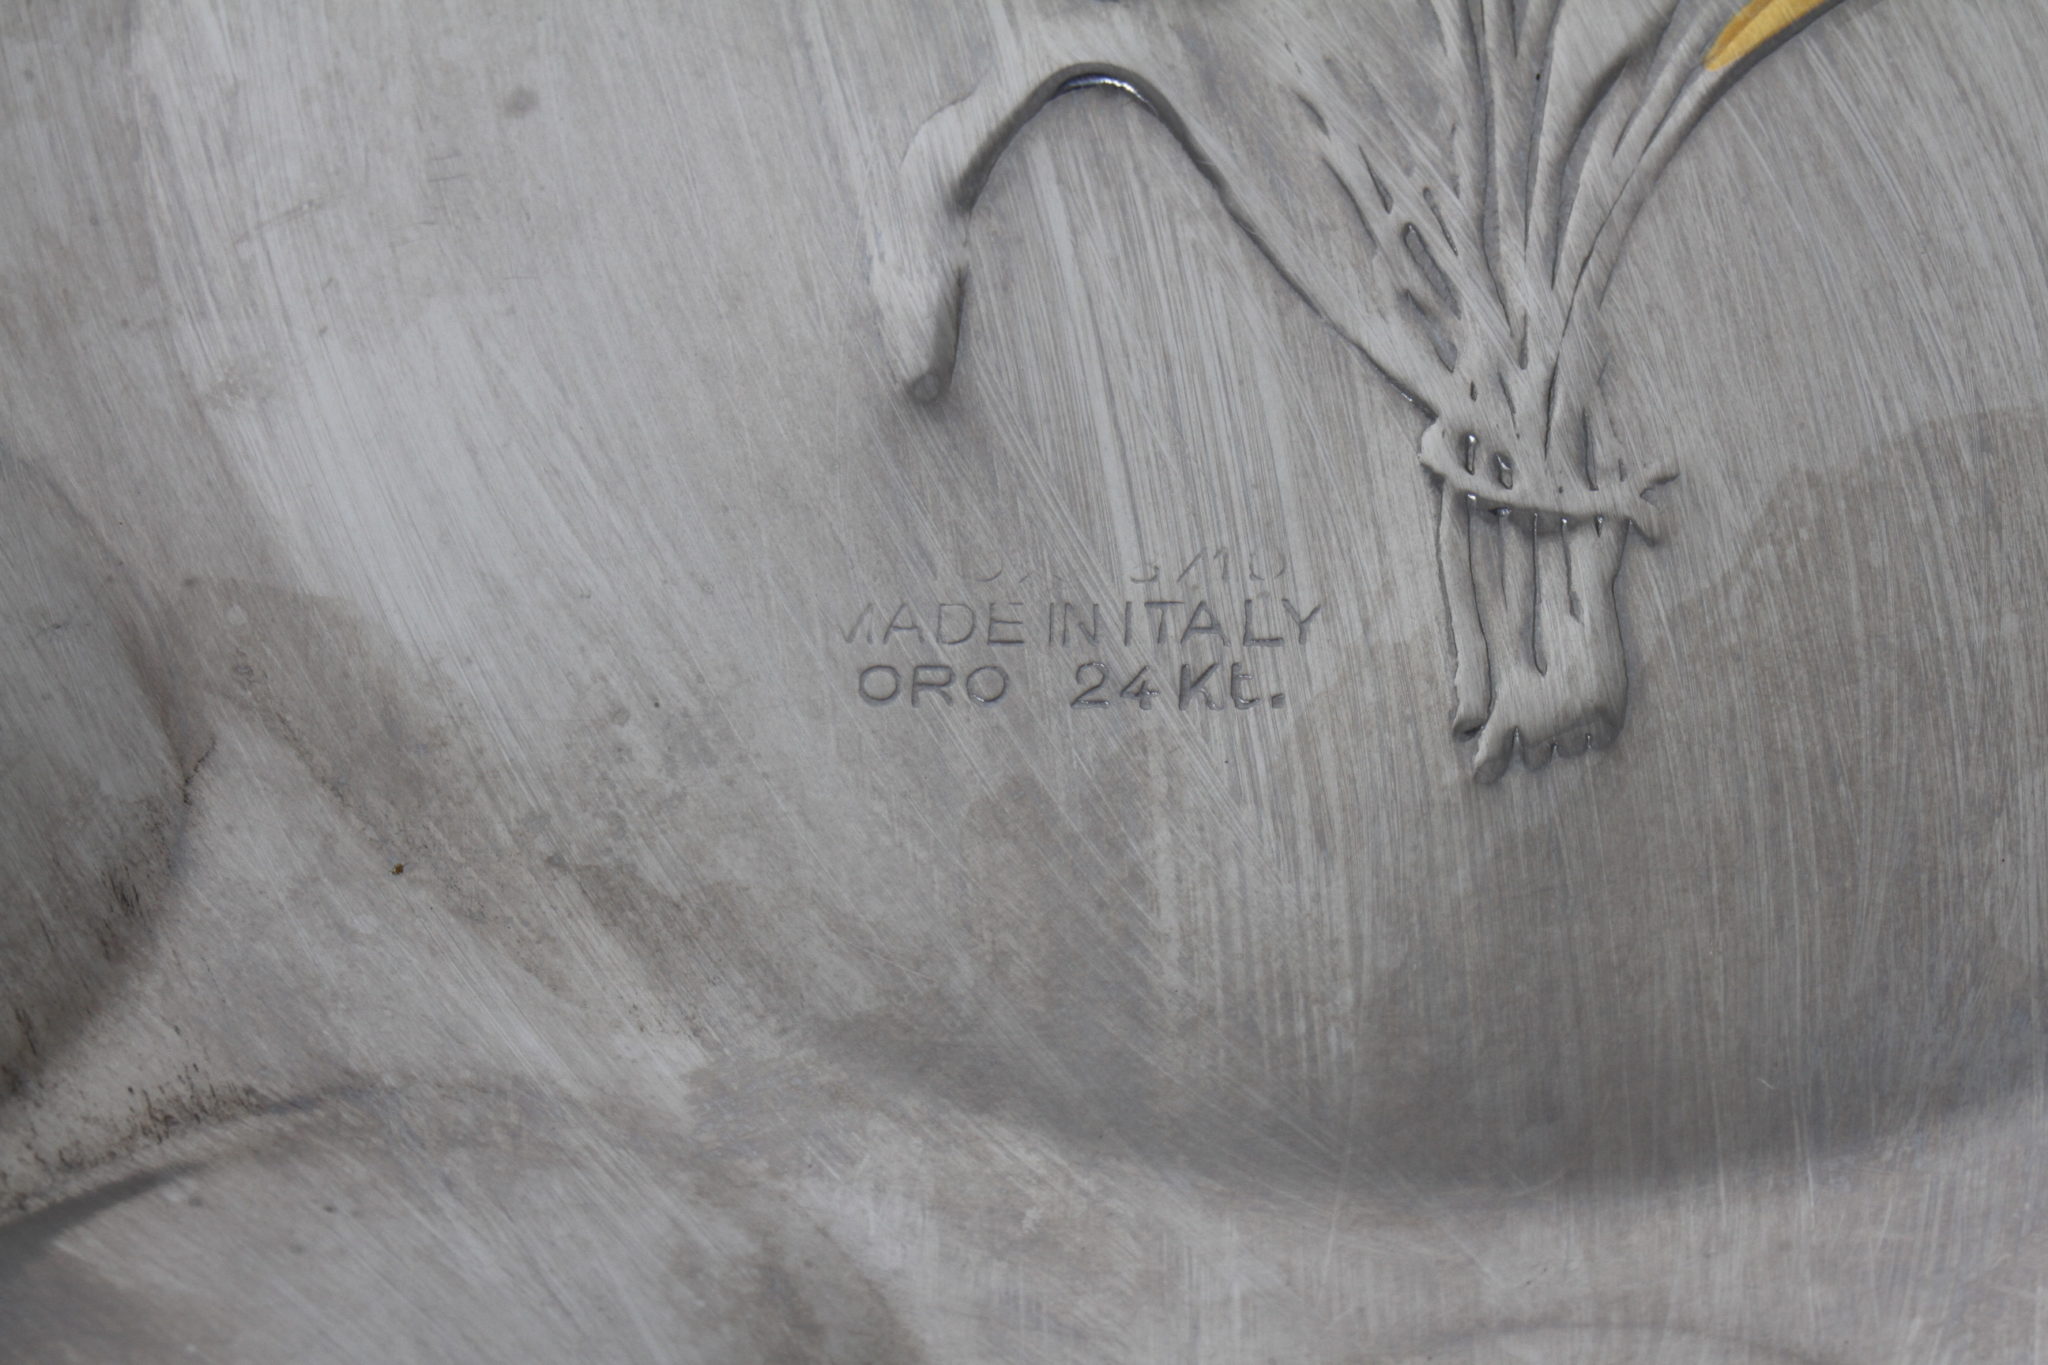 MADE IN ITALY
ORO 24Kt.